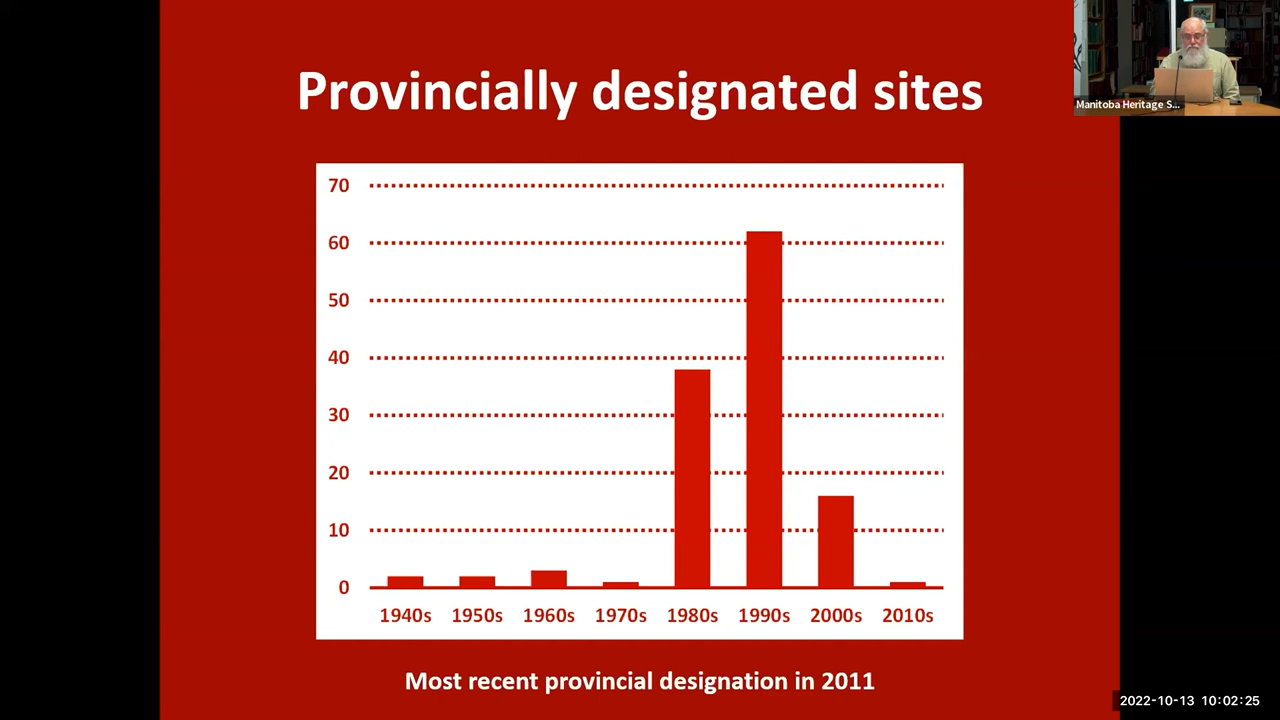 Provincially designated sites
Manitoba Heritage S...
70
60
50
40
30
20
10
0
1940s 1950s 1960s 1970s 1980s 1990s 2000s 2010s
Most recent provincial designation in 2011
2022-10-13 10:02:25